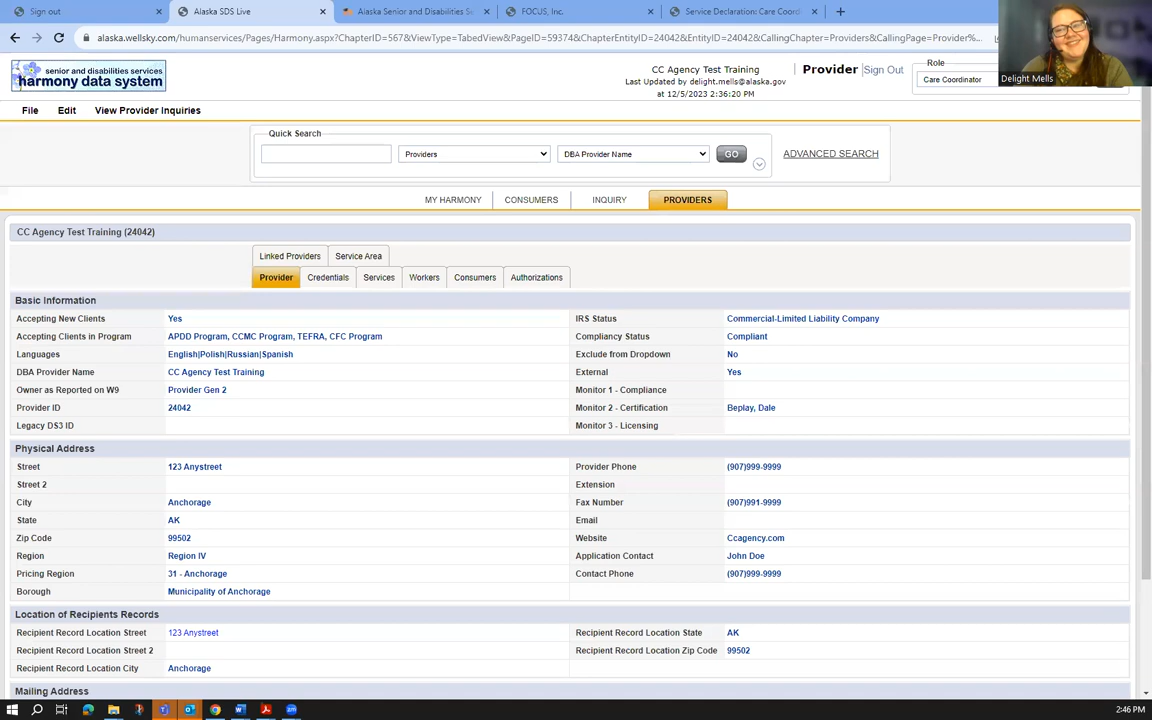 Sign out
Alaska SDS Live
Alaska Senior and Disabilities Se
FOCUS, Inc.
Service Declaration: Care Coord
alaska.wellsky.com/humanservices/Pages/Harmony.aspx?ChapterID=567&ViewType=TabedView&PageID=59374&ChapterEntityID=24042&EntityID=24042&CallingChapter=Providers&CallingPage=Provider%...
Delight Mells
senior and disabilities services
harmony data system
CC Agency Test Training
Last Updated by delight.mells@alaska.gov
at 12/5/2023 2:36:20 PM
Provider | Sign Out
Role
Care Coordinator
File Edit View Provider Inquiries
Quick Search
Providers DBA Provider Name GO ADVANCED SEARCH
MY HARMONY CONSUMERS INQUIRY PROVIDERS
CC Agency Test Training (24042)
Linked Providers Service Area
Provider Credentials Services Workers Consumers Authorizations
Basic Information
Accepting New Clients Yes IRS Status Commercial-Limited Liability Company
Accepting Clients in Program APDD Program, CCMC Program, TEFRA, CFC Program Compliancy Status Compliant
Languages English|Polish|Russian|Spanish Exclude from Dropdown No
DBA Provider Name CC Agency Test Training External Yes
Owner as Reported on W9 Provider Gen 2 Monitor 1 - Compliance
Provider ID 24042 Monitor 2 - Certification Beplay, Dale
Legacy DS3 ID Monitor 3 - Licensing
Physical Address
Street 123 Anystreet Provider Phone (907)999-9999
Street 2 Extension
City Anchorage Fax Number (907)991-9999
State AK Email
Zip Code 99502 Website Ccagency.com
Region Region IV Application Contact John Doe
Pricing Region 31 - Anchorage Contact Phone (907)999-9999
Borough Municipality of Anchorage
Location of Recipients Records
Recipient Record Location Street 123 Anystreet Recipient Record Location State AK
Recipient Record Location Street 2 Recipient Record Location Zip Code 99502
Recipient Record Location City Anchorage
Mailing Address
2:46 PM